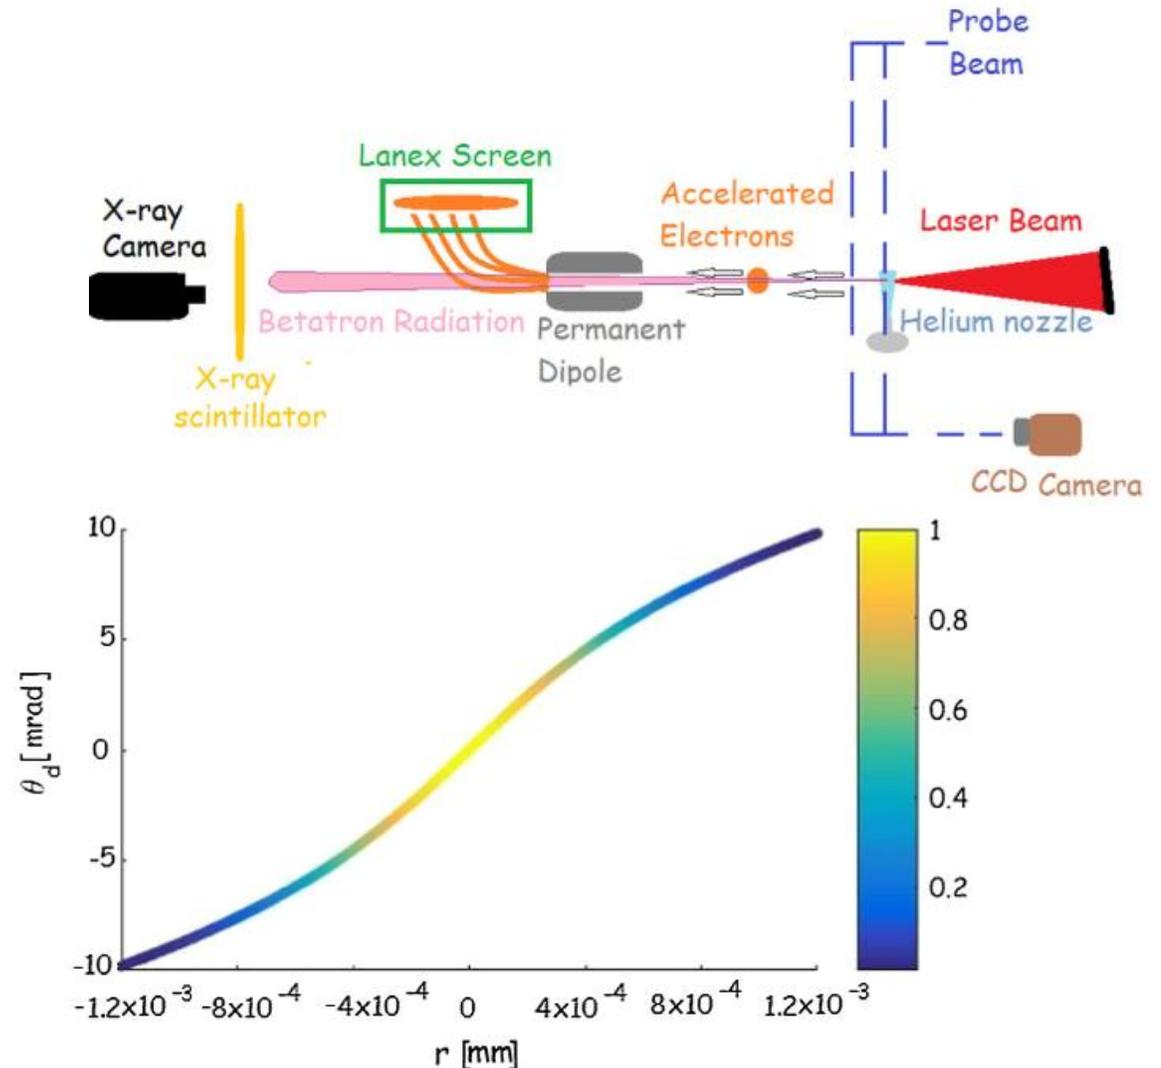 Probe
Beam
Lanex Screen
X-ray
Camera
Accelerated
Electrons
Laser Beam
Betatron Radiation
Permanent
Dipole
Helium nozzle
X-ray
scintillator
CCD Camera
10
5
0
-5
-10
θd [mrad]
-1.2x10^-3 -8x10^-4 -4x10^-4 0 4x10^-4 8x10^-4 1.2x10^-3
r [mm]
1
0.8
0.6
0.4
0.2